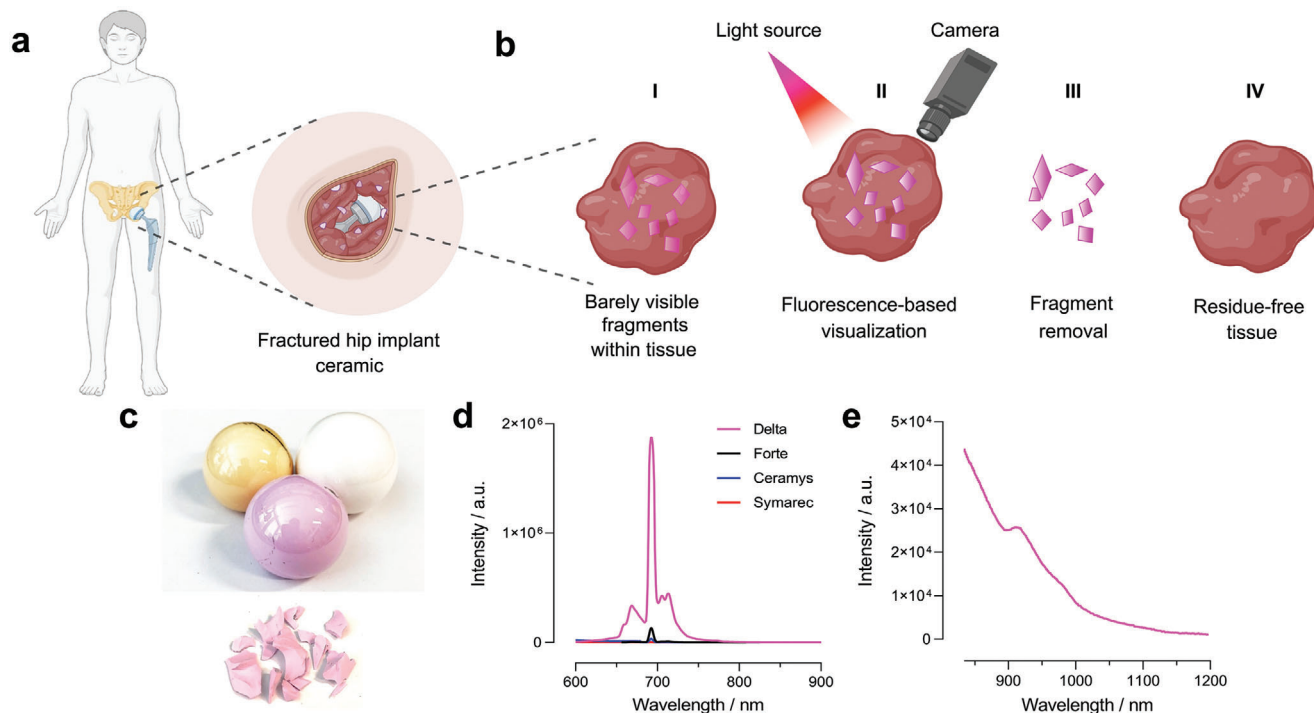 a
b
Light source
Camera
I
II
III
IV
Fractured hip implant
ceramic
Barely visible
fragments
within tissue
Fluorescence-based
visualization
Fragment
removal
Residue-free
tissue
c
d
Intensity / a.u.
2×10⁶
1×10⁶
0
600
700
800
900
Wavelength / nm
Delta
Forte
Ceramys
Symarec
e
Intensity / a.u.
5×10⁴
4×10⁴
3×10⁴
2×10⁴
1×10⁴
0
900
1000
1100
1200
Wavelength / nm